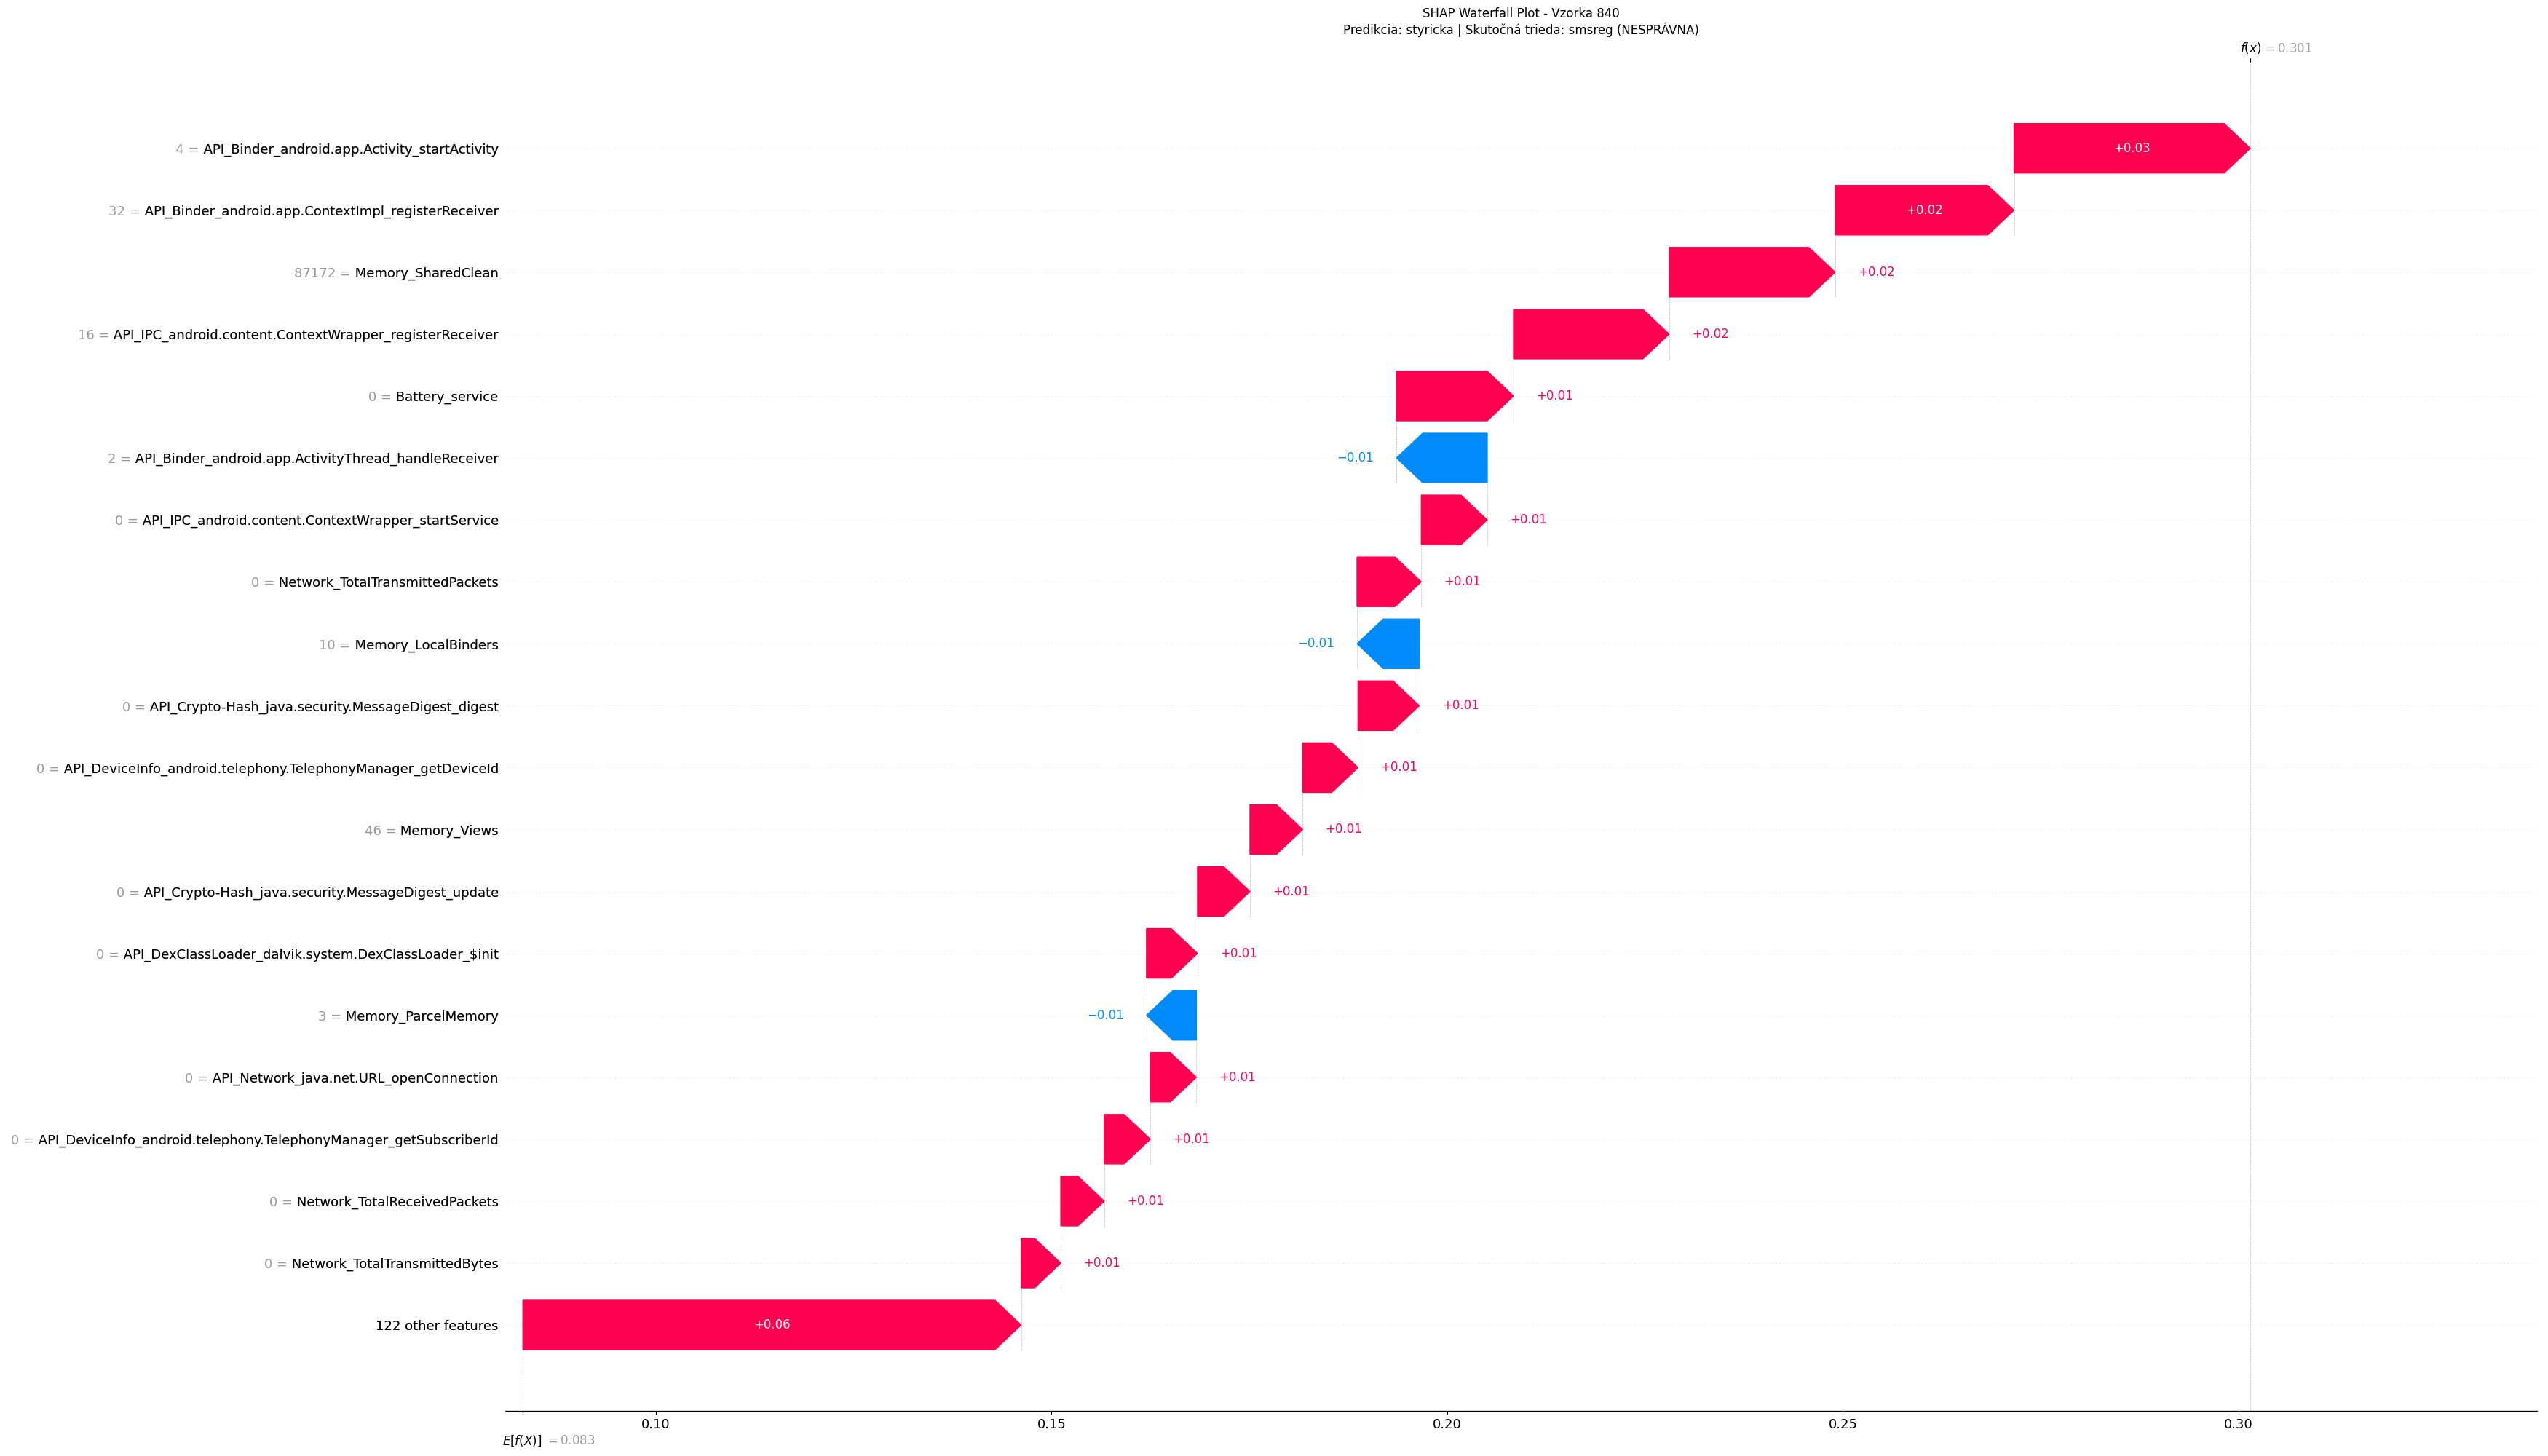 SHAP Waterfall Plot - Vzorka 840
Predikcia: styricka | Skutočná trieda: smsreg (NESPRÁVNA)
f(x) = 0.301
4 = API_Binder_android.app.Activity_startActivity
+0.03
32 = API_Binder_android.app.ContextImpl_registerReceiver
+0.02
87172 = Memory_SharedClean
+0.02
16 = API_IPC_android.content.ContextWrapper_registerReceiver
+0.02
0 = Battery_service
+0.01
2 = API_Binder_android.app.ActivityThread_handleReceiver
−0.01
0 = API_IPC_android.content.ContextWrapper_startService
+0.01
0 = Network_TotalTransmittedPackets
+0.01
10 = Memory_LocalBinders
−0.01
0 = API_Crypto-Hash_java.security.MessageDigest_digest
+0.01
0 = API_DeviceInfo_android.telephony.TelephonyManager_getDeviceId
+0.01
46 = Memory_Views
+0.01
0 = API_Crypto-Hash_java.security.MessageDigest_update
+0.01
0 = API_DexClassLoader_dalvik.system.DexClassLoader_$init
+0.01
3 = Memory_ParcelMemory
−0.01
0 = API_Network_java.net.URL_openConnection
+0.01
0 = API_DeviceInfo_android.telephony.TelephonyManager_getSubscriberId
+0.01
0 = Network_TotalReceivedPackets
+0.01
0 = Network_TotalTransmittedBytes
+0.01
122 other features
+0.06
0.10 0.15 0.20 0.25 0.30
E[f(X)] = 0.083